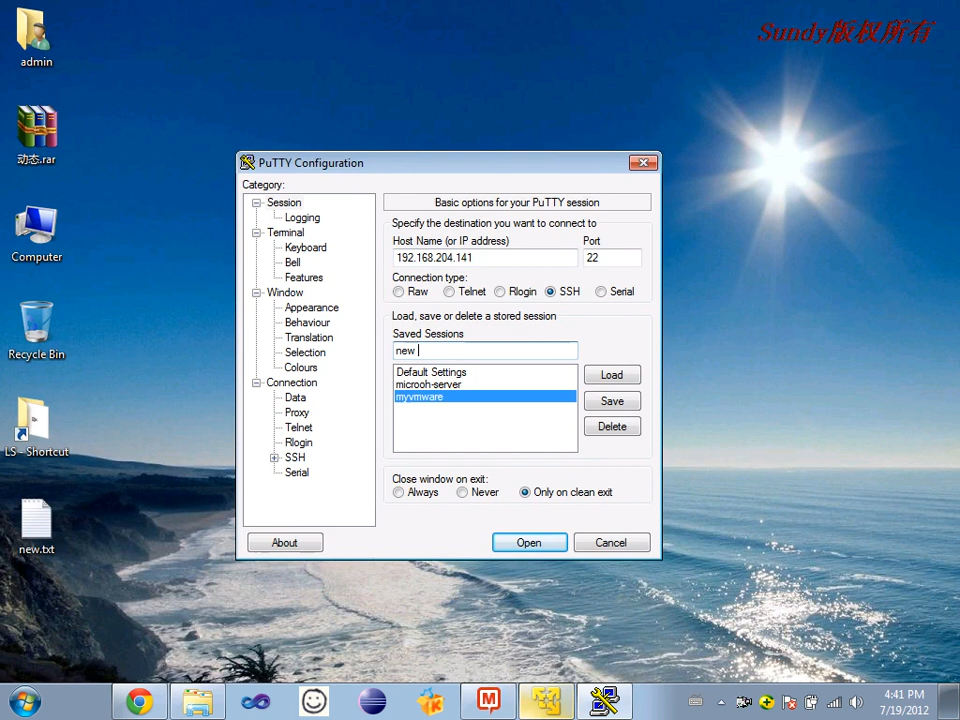 Sundy版权所有
admin
动态.rar
Computer
Recycle Bin
LS - Shortcut
new.txt
PuTTY Configuration
Category:
Session
Logging
Terminal
Keyboard
Bell
Features
Window
Appearance
Behaviour
Translation
Selection
Colours
Connection
Data
Proxy
Telnet
Rlogin
SSH
Serial
Basic options for your PuTTY session
Specify the destination you want to connect to
Host Name (or IP address) Port
192.168.204.141 22
Connection type:
Raw Telnet Rlogin SSH Serial
Load, save or delete a stored session
Saved Sessions
new
Default Settings
microoh-server
myvmware
Load
Save
Delete
Close window on exit:
Always Never Only on clean exit
About Open Cancel
4:41 PM
7/19/2012